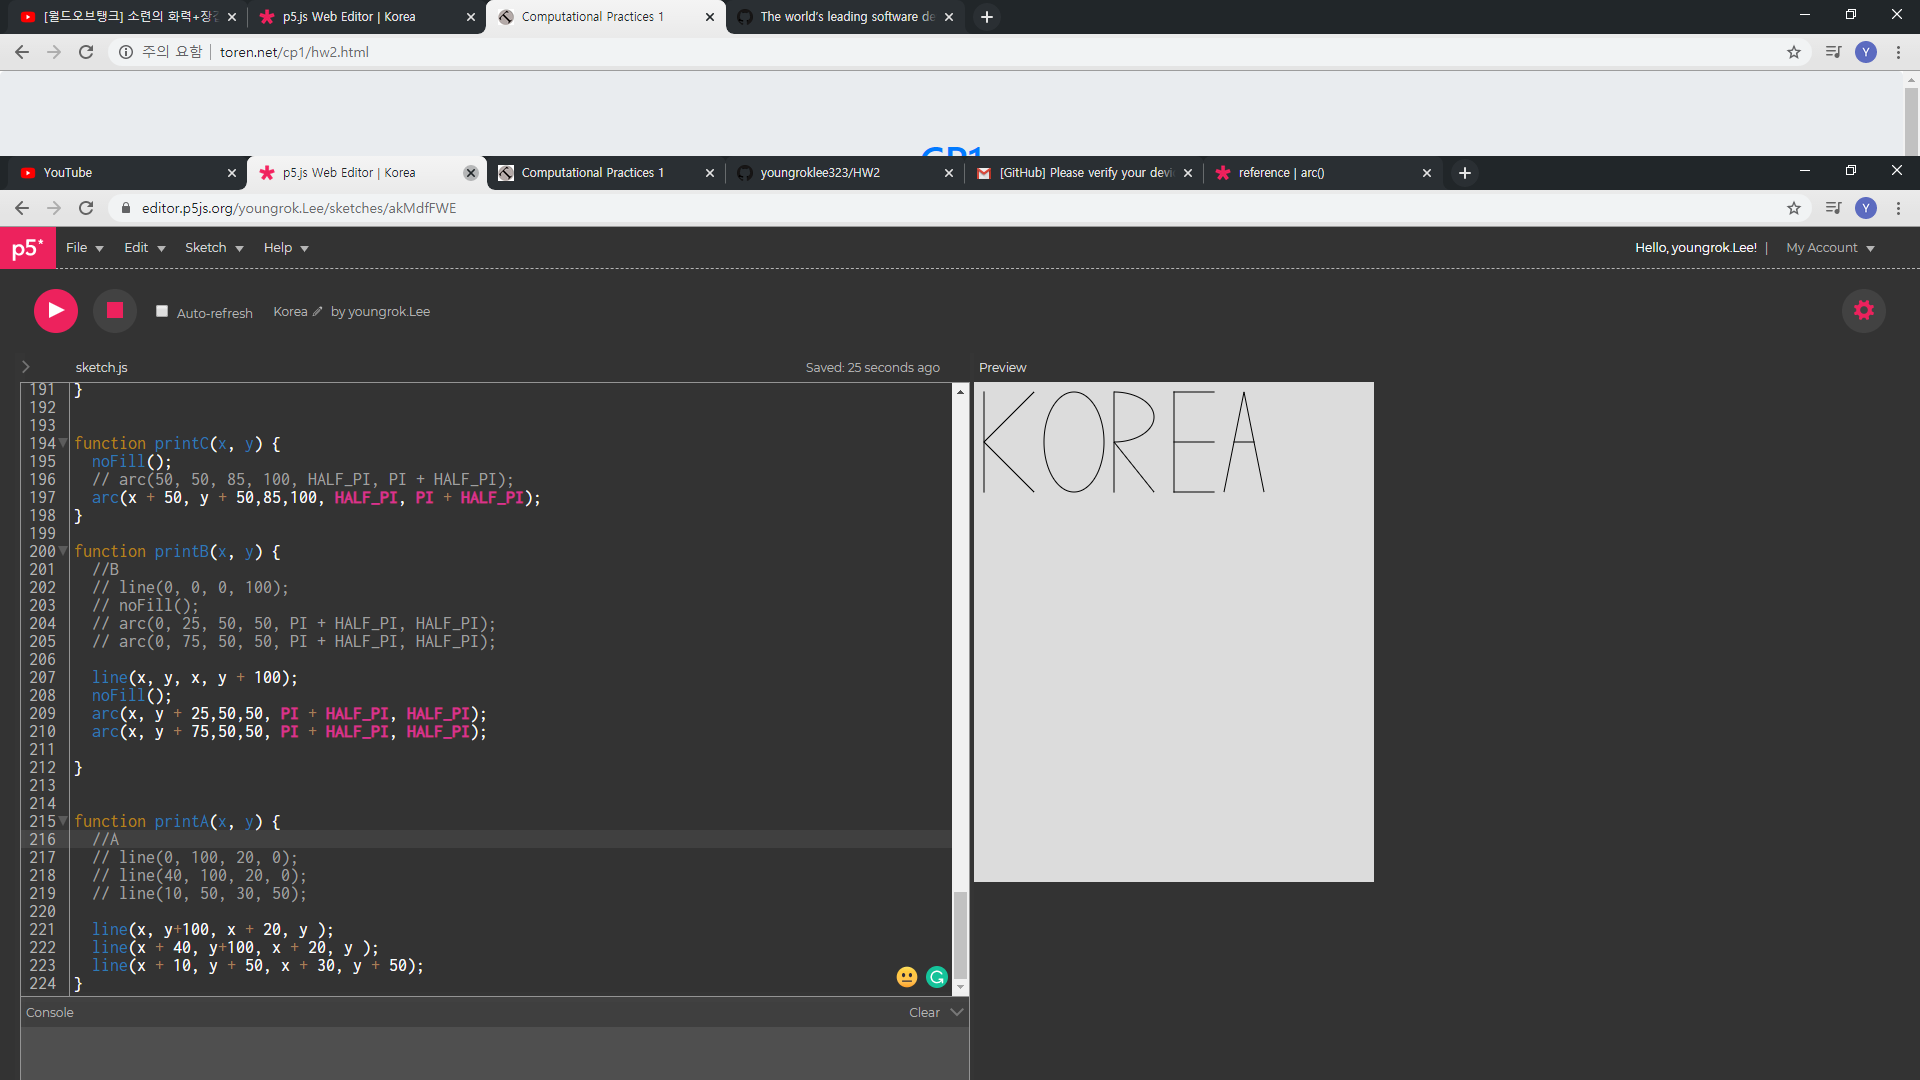 [월드오브탱크] 소련의 화력+장갑
p5.js Web Editor | Korea
Computational Practices 1
The world's leading software de
주의 요함 | toren.net/cp1/hw2.html
CP1
YouTube
p5.js Web Editor | Korea
Computational Practices 1
youngroklee323/HW2
[GitHub] Please verify your devi
reference | arc()
editor.p5js.org/youngrok.Lee/sketches/akMdfFWE
Y
p5*
File
Edit
Sketch
Help
Hello, youngrok.Lee! |
My Account
Auto-refresh
Korea
by youngrok.Lee
sketch.js
Saved: 25 seconds ago
Preview
191 }
192
193
194 function printC(x, y) {
195 noFill();
196 // arc(50, 50, 85, 100, HALF_PI, PI + HALF_PI);
197 arc(x + 50, y + 50,85,100, HALF_PI, PI + HALF_PI);
198 }
199
200 function printB(x, y) {
201 //B
202 // line(0, 0, 0, 100);
203 // noFill();
204 // arc(0, 25, 50, 50, PI + HALF_PI, HALF_PI);
205 // arc(0, 75, 50, 50, PI + HALF_PI, HALF_PI);
206
207 line(x, y, x, y + 100);
208 noFill();
209 arc(x, y + 25,50,50, PI + HALF_PI, HALF_PI);
210 arc(x, y + 75,50,50, PI + HALF_PI, HALF_PI);
211
212 }
213
214
215 function printA(x, y) {
216 //A
217 // line(0, 100, 20, 0);
218 // line(40, 100, 20, 0);
219 // line(10, 50, 30, 50);
220
221 line(x, y+100, x + 20, y );
222 line(x + 40, y+100, x + 20, y );
223 line(x + 10, y + 50, x + 30, y + 50);
224 }
KOREA
Console
Clear